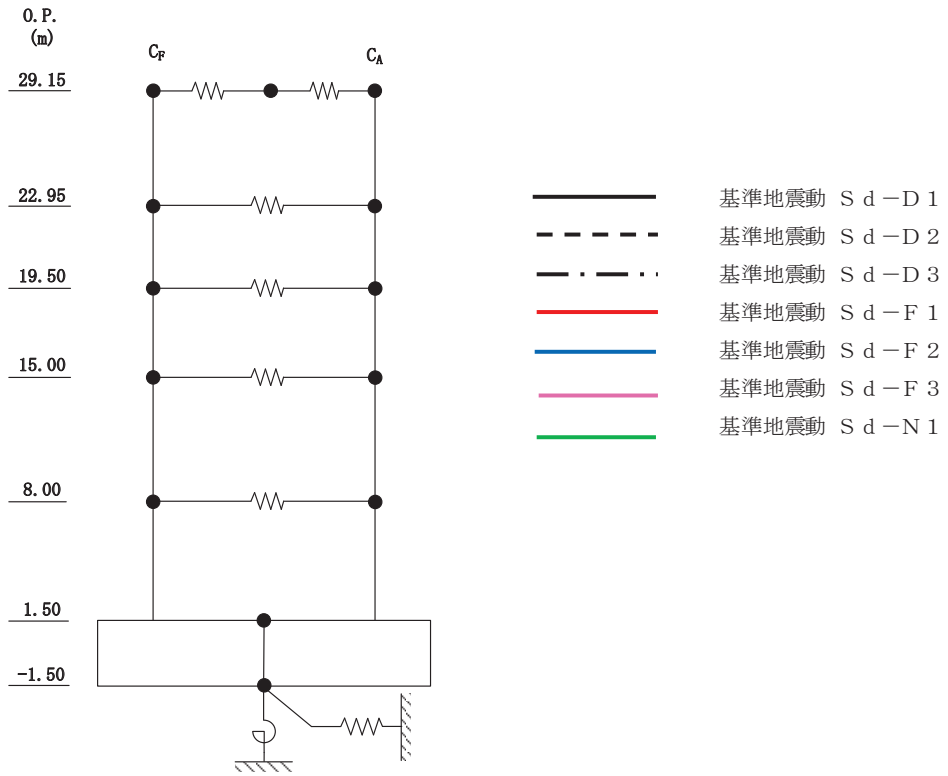 O.P.
(m)
C_F
C_A
29.15
22.95
19.50
15.00
8.00
1.50
-1.50
基準地震動 Ｓｄ－Ｄ１
基準地震動 Ｓｄ－Ｄ２
基準地震動 Ｓｄ－Ｄ３
基準地震動 Ｓｄ－Ｆ１
基準地震動 Ｓｄ－Ｆ２
基準地震動 Ｓｄ－Ｆ３
基準地震動 Ｓｄ－Ｎ１